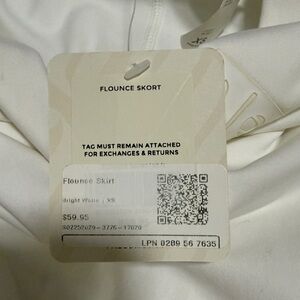 FLOUNCE SKORT
TAG MUST REMAIN ATTACHED
FOR EXCHANGES & RETURNS
Flounce Skirt
Bright White | XS
$59.95
LPN 0209 56 7635